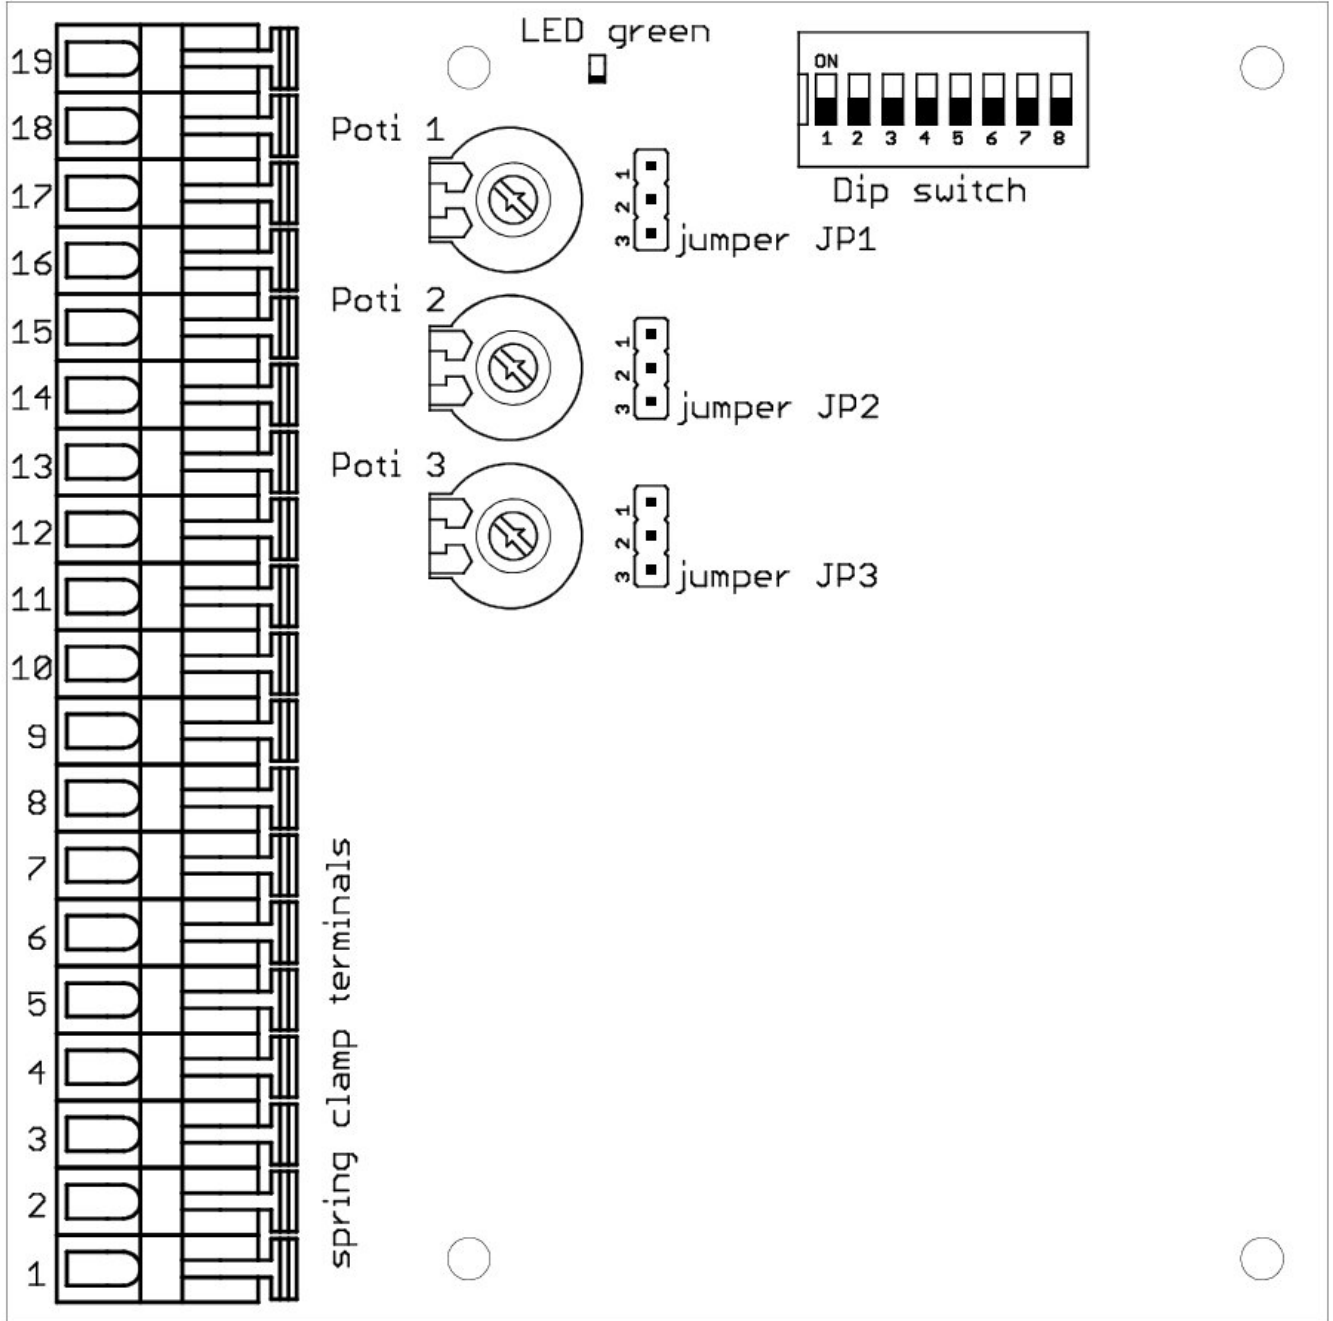 LED green
ON
1 2 3 4 5 6 7 8
Dip switch
Poti 1
1
2
3
jumper JP1
Poti 2
1
2
3
jumper JP2
Poti 3
1
2
3
jumper JP3
19
18
17
16
15
14
13
12
11
10
9
8
7
6
5
4
3
2
1
spring clamp terminals